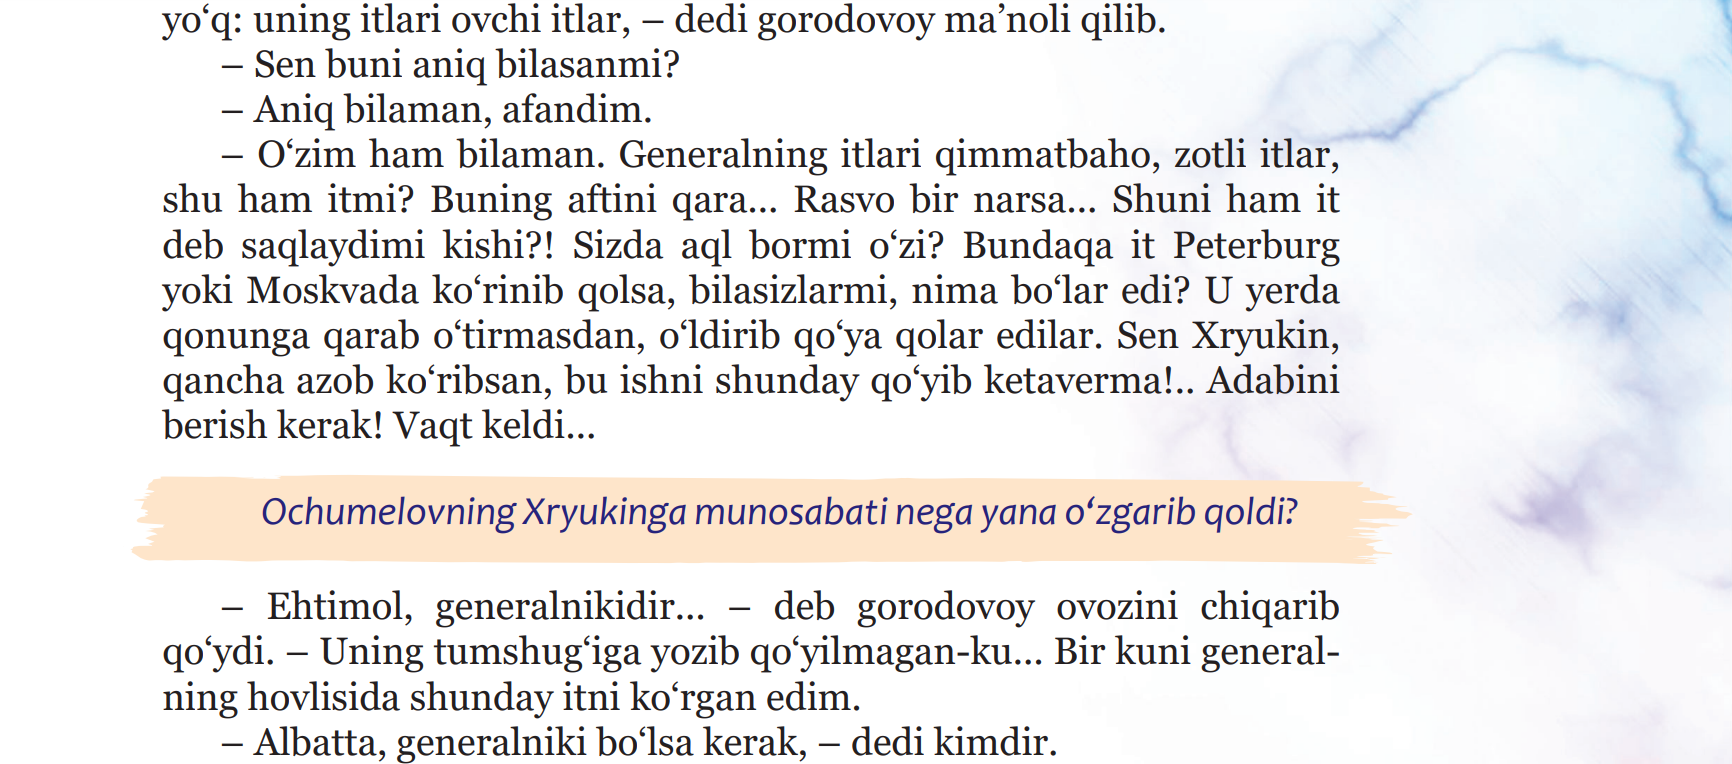 yo‘q: uning itlari ovchi itlar, – dedi gorodovoy ma’noli qilib.
– Sen buni aniq bilasanmi?
– Aniq bilaman, afandim.
– O‘zim ham bilaman. Generalning itlari qimmatbaho, zotli itlar,
shu ham itmi? Buning aftini qara... Rasvo bir narsa... Shuni ham it
deb saqlaydimi kishi?! Sizda aql bormi o‘zi? Bundaqa it Peterburg
yoki Moskvada ko‘rinib qolsa, bilasizlarmi, nima bo‘lar edi? U yerda
qonunga qarab o‘tirmasdan, o‘ldirib qo‘ya qolar edilar. Sen Xryukin,
qancha azob ko‘ribsan, bu ishni shunday qo‘yib ketaverma!.. Adabini
berish kerak! Vaqt keldi...
Ochumelovning Xryukinga munosabati nega yana o‘zgarib qoldi?
– Ehtimol, generalnikidir... – deb gorodovoy ovozini chiqarib
qo‘ydi. – Uning tumshug‘iga yozib qo‘yilmagan-ku... Bir kuni general-
ning hovlisida shunday itni ko‘rgan edim.
– Albatta, generalniki bo‘lsa kerak, – dedi kimdir.